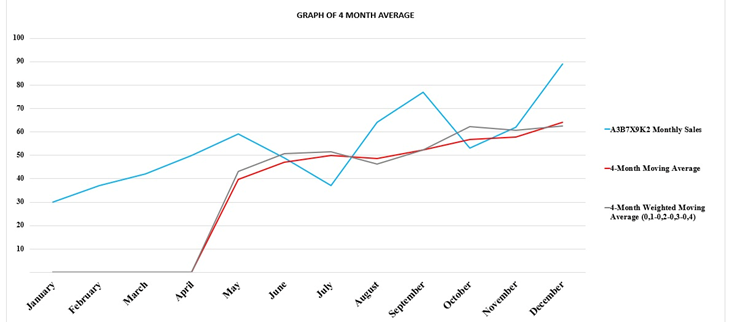 GRAPH OF 4 MONTH AVERAGE
100
90
80
70
60
50
40
30
20
10
January
February
March
April
May
June
July
August
September
October
November
December
A3B7X9K2 Monthly Sales
4-Month Moving Average
4-Month Weighted Moving
Average (0,1-0,2-0,3-0,4)